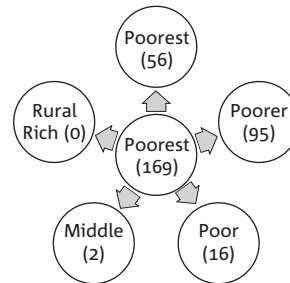 Poorest
(56)
Rural
Rich (0)
Poorer
(95)
Poorest
(169)
Middle
(2)
Poor
(16)